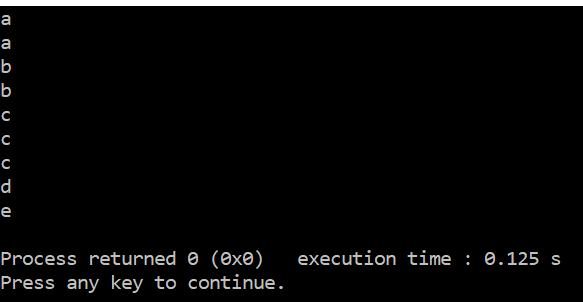 a
a
b
b
c
c
c
d
e
Process returned 0 (0x0)   execution time : 0.125 s
Press any key to continue.